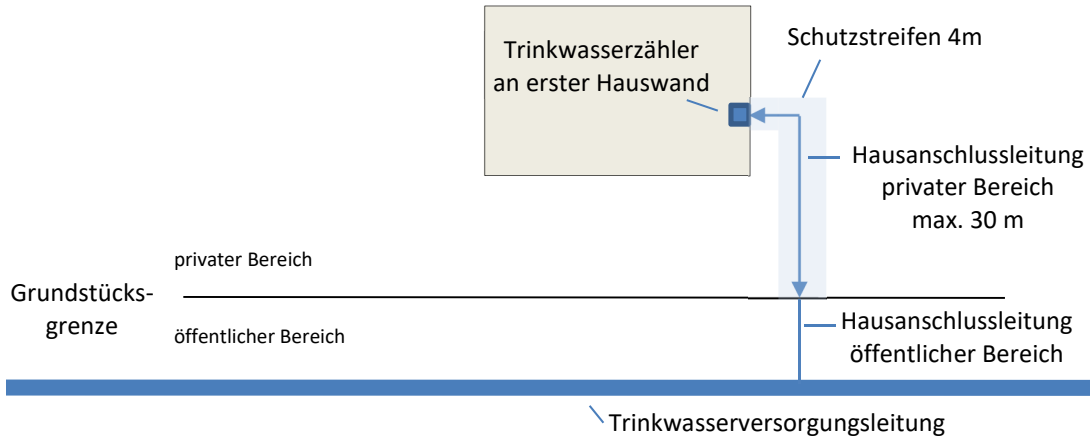 Schutzstreifen 4m
Trinkwasserzähler
an erster Hauswand
Hausanschlussleitung
privater Bereich
max. 30 m
privater Bereich
Grundstücks-
grenze
öffentlicher Bereich
Hausanschlussleitung
öffentlicher Bereich
Trinkwasserversorgungsleitung